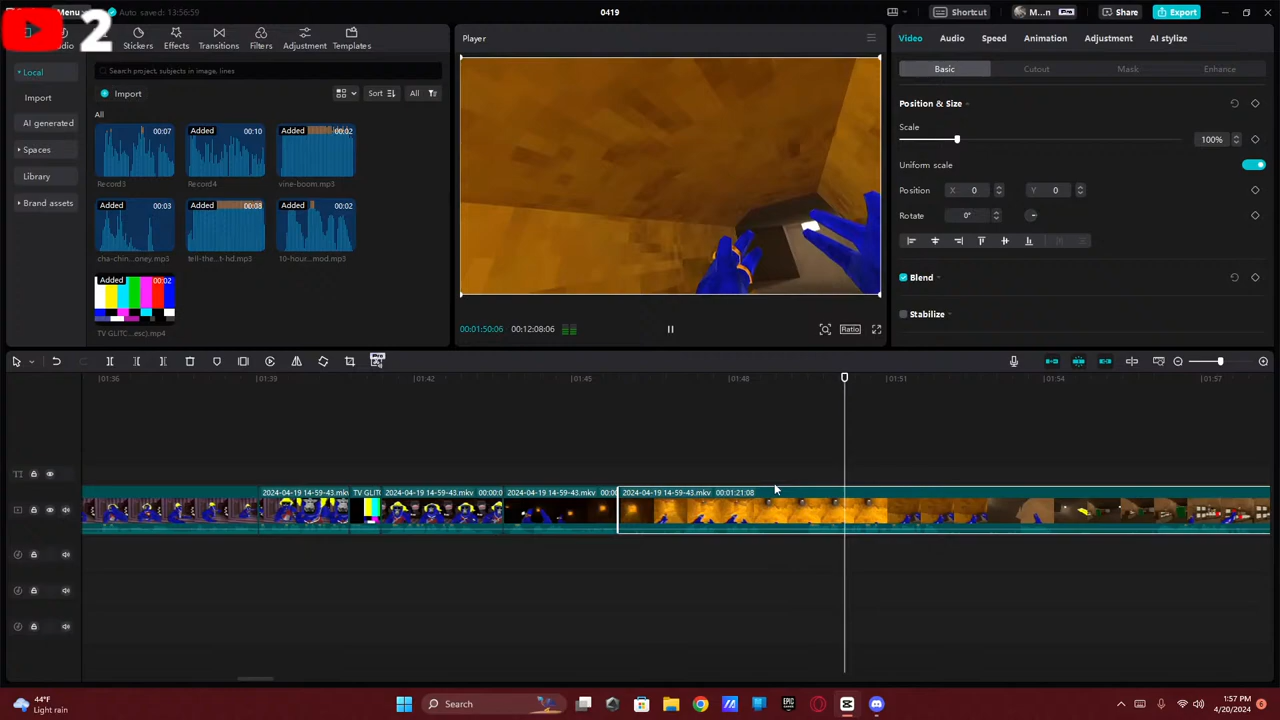 2
Menu
Auto saved: 13:56:59
0419
Shortcut
M...n
Pro
Share
Export
Stickers
Effects
Transitions
Filters
Adjustment
Templates
Player
Video
Audio
Speed
Animation
Adjustment
AI stylize
Local
Import
AI generated
Spaces
Library
Brand assets
Search project, subjects in image, lines
Import
Sort
All
All
00:07
Added 00:10
Added 00:02
Record3
Record4
vine-boom.mp3
Added 00:03
Added 00:08
Added 00:02
cha-chin...oney.mp3
tell-the...t-hd.mp3
10-hour...mod.mp3
Added 00:02
Basic
Cutout
Mask
Enhance
Position & Size
Scale
100%
Uniform scale
Position
X 0
Y 0
Rotate
0°
Blend
Stabilize
00:01:50:06
00:12:08:06
Ratio
01:36
01:39
01:42
01:45
01:48
01:51
01:54
01:57
2024-04-19 14-59-43.mkv
TV GLIT
2024-04-19 14-59-43.mkv 00:00:0
2024-04-19 14-59-43.mkv 00:00
2024-04-19 14-59-43.mkv 00:01:21:08
44°F
Light rain
Search
1:57 PM
4/20/2024